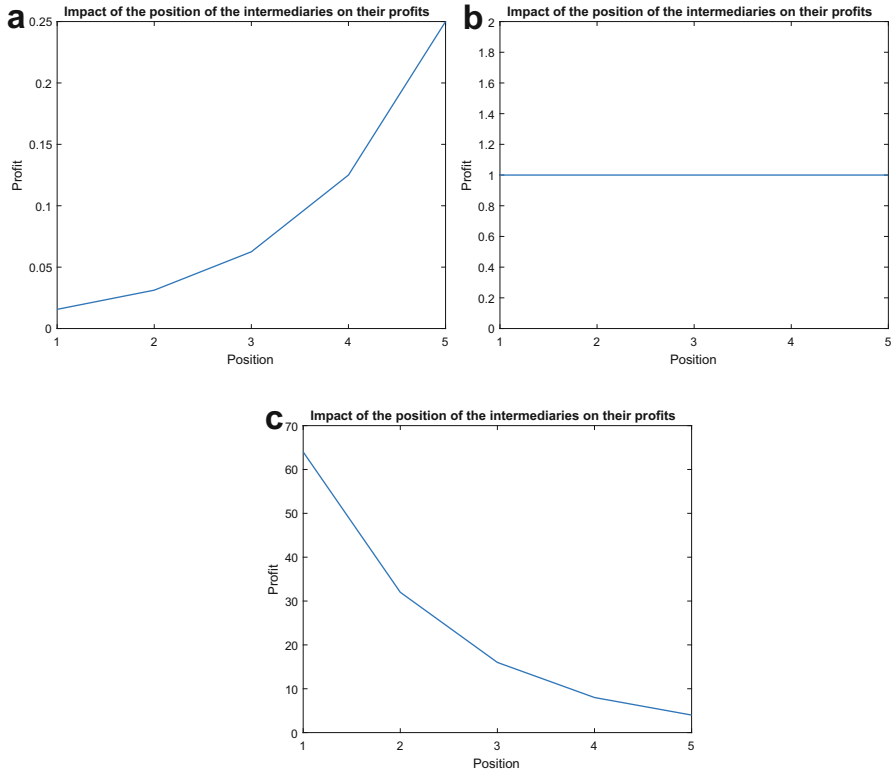 a
Impact of the position of the intermediaries on their profits
0.25
0.2
0.15
0.1
0.05
0
Profit
1 2 3 4 5
Position
b
Impact of the position of the intermediaries on their profits
2
1.8
1.6
1.4
1.2
1
0.8
0.6
0.4
0.2
0
Profit
1 2 3 4 5
Position
c
Impact of the position of the intermediaries on their profits
70
60
50
40
30
20
10
0
Profit
1 2 3 4 5
Position